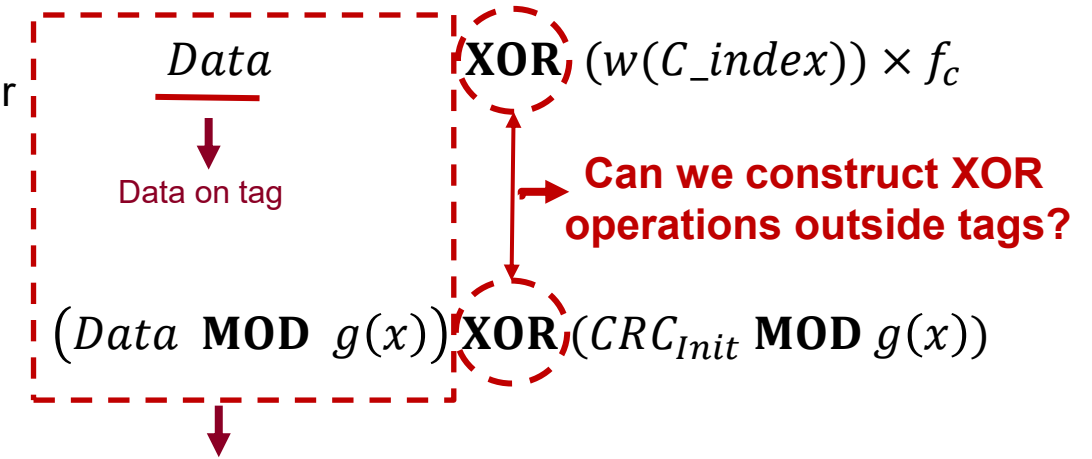 Data XOR (w(C_index)) × f_c
r
Data on tag
Can we construct XOR
operations outside tags?
(Data MOD g(x)) XOR (CRC_Init MOD g(x))